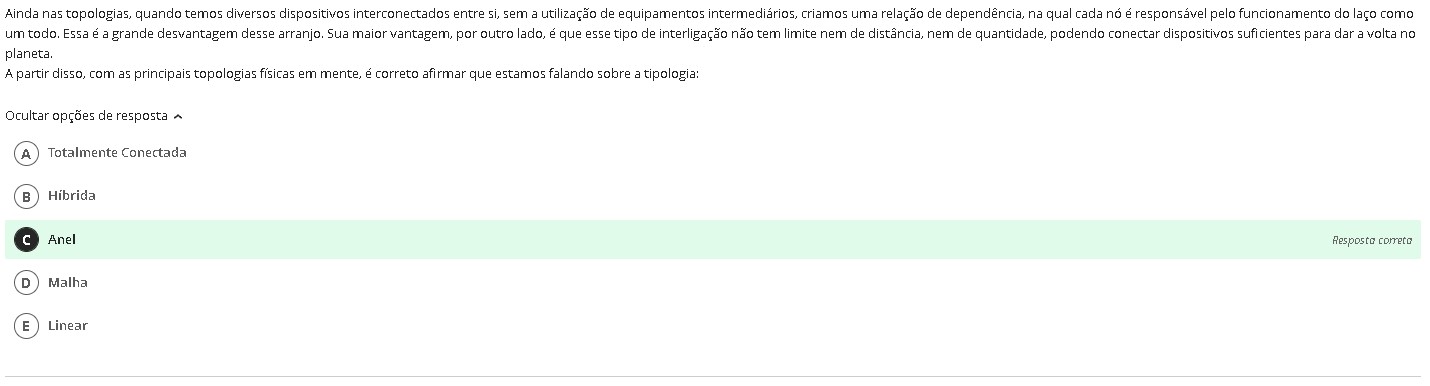 Ainda nas topologias, quando temos diversos dispositivos interconectados entre si, sem a utilização de equipamentos intermediários, criamos uma relação de dependência, na qual cada nó é responsável pelo funcionamento do laço como
um todo. Essa é a grande desvantagem desse arranjo. Sua maior vantagem, por outro lado, é que esse tipo de interligação não tem limite nem de distância, nem de quantidade, podendo conectar dispositivos suficientes para dar a volta no
planeta.
A partir disso, com as principais topologias físicas em mente, é correto afirmar que estamos falando sobre a tipologia:
Ocultar opções de resposta
A Totalmente Conectada
B Híbrida
C Anel Resposta correta
D Malha
E Linear